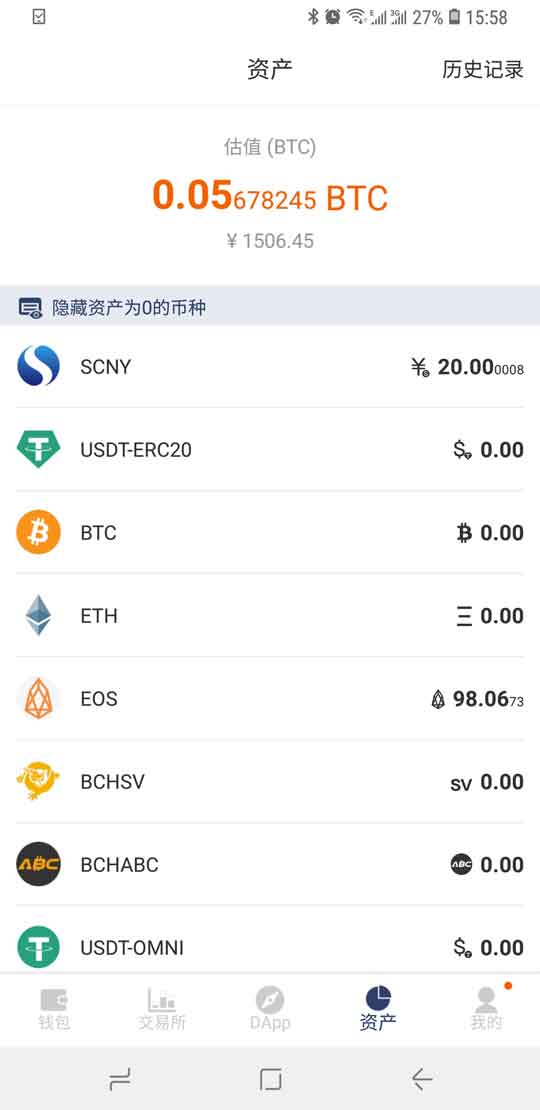 27% 15:58
资产 历史记录
估值 (BTC)
0.05678245 BTC
¥ 1506.45
隐藏资产为0的币种
SCNY ¥ 20.000008
USDT-ERC20 $ 0.00
BTC ₿ 0.00
ETH Ξ 0.00
EOS 98.0673
BCHSV SV 0.00
BCHABC ABC 0.00
USDT-OMNI $ 0.00
钱包 交易所 DApp 资产 我的